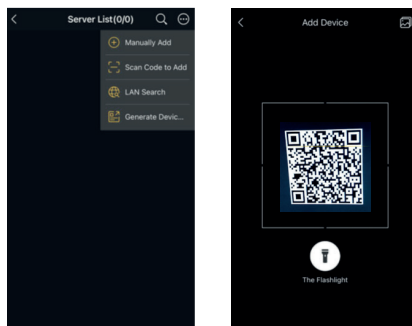 Server List(0/0)
Manually Add
Scan Code to Add
LAN Search
Generate Devic...
Add Device
The Flashlight